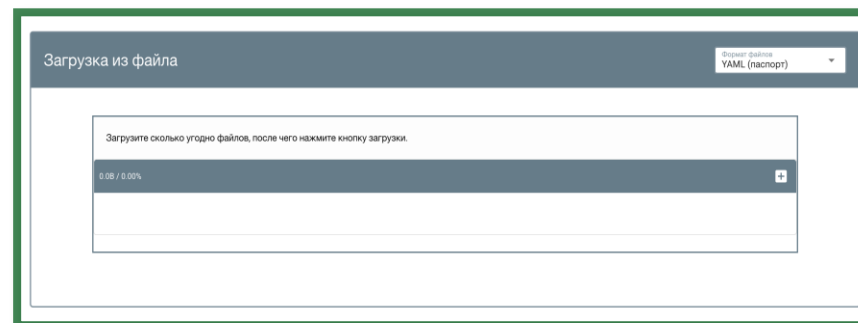 Загрузка из файла
Формат файлов
YAML (паспорт)
Загрузите сколько угодно файлов, после чего нажмите кнопку загрузки.
0.0B / 0.00%